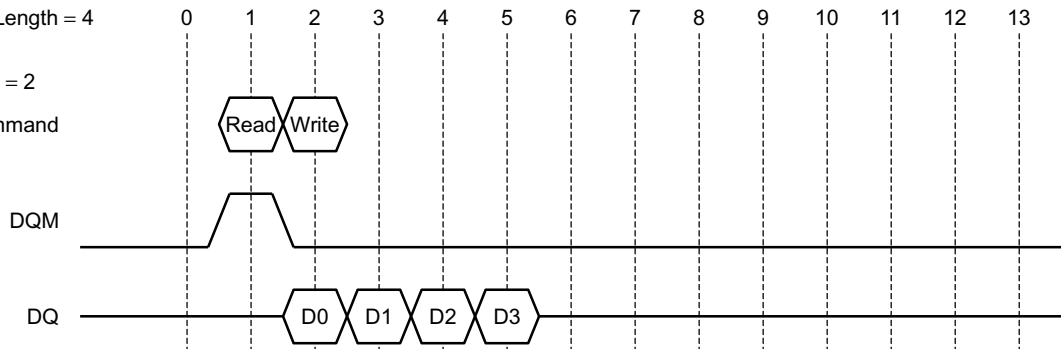 Length = 4 0 1 2 3 4 5 6 7 8 9 10 11 12 13
= 2
mmand Read Write
DQM
DQ D0 D1 D2 D3